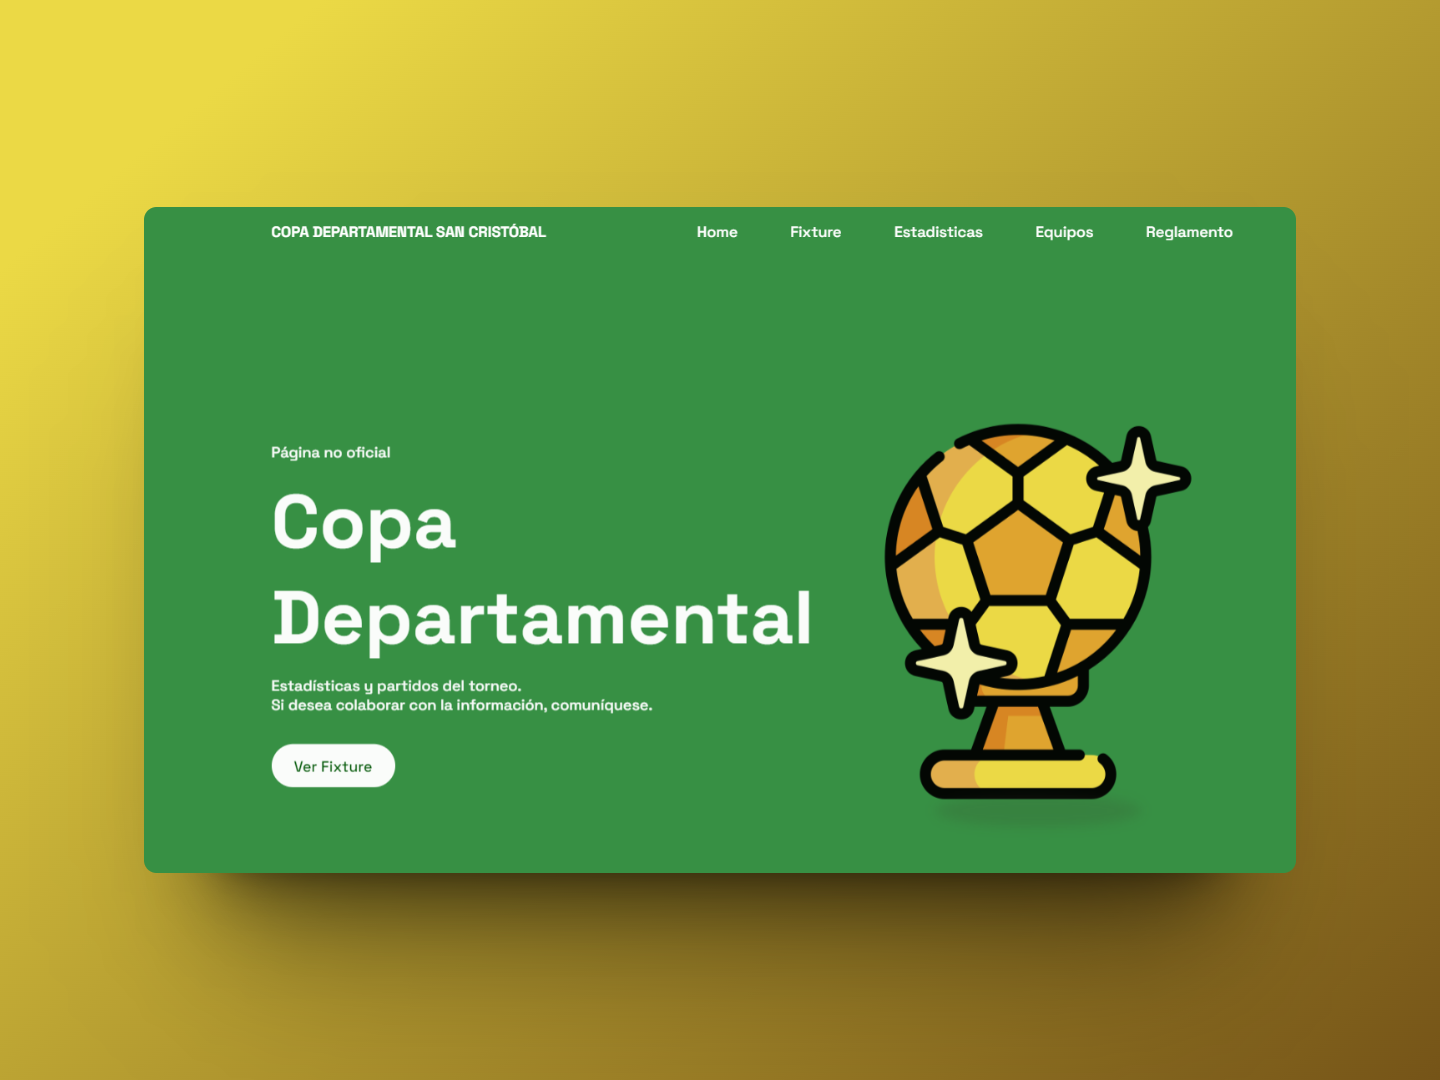 COPA DEPARTAMENTAL SAN CRISTÓBAL
Home
Fixture
Estadisticas
Equipos
Reglamento
Página no oficial
Copa
Departamental
Estadísticas y partidos del torneo.
Si desea colaborar con la información, comuníquese.
Ver Fixture